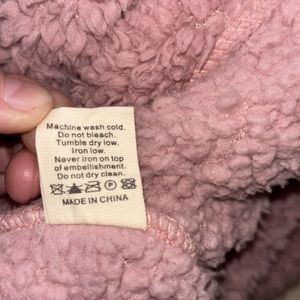 Machine wash cold.
Do not bleach.
Tumble dry low.
Iron low.
Never iron on top
of embellishment.
Do not dry clean.
MADE IN CHINA